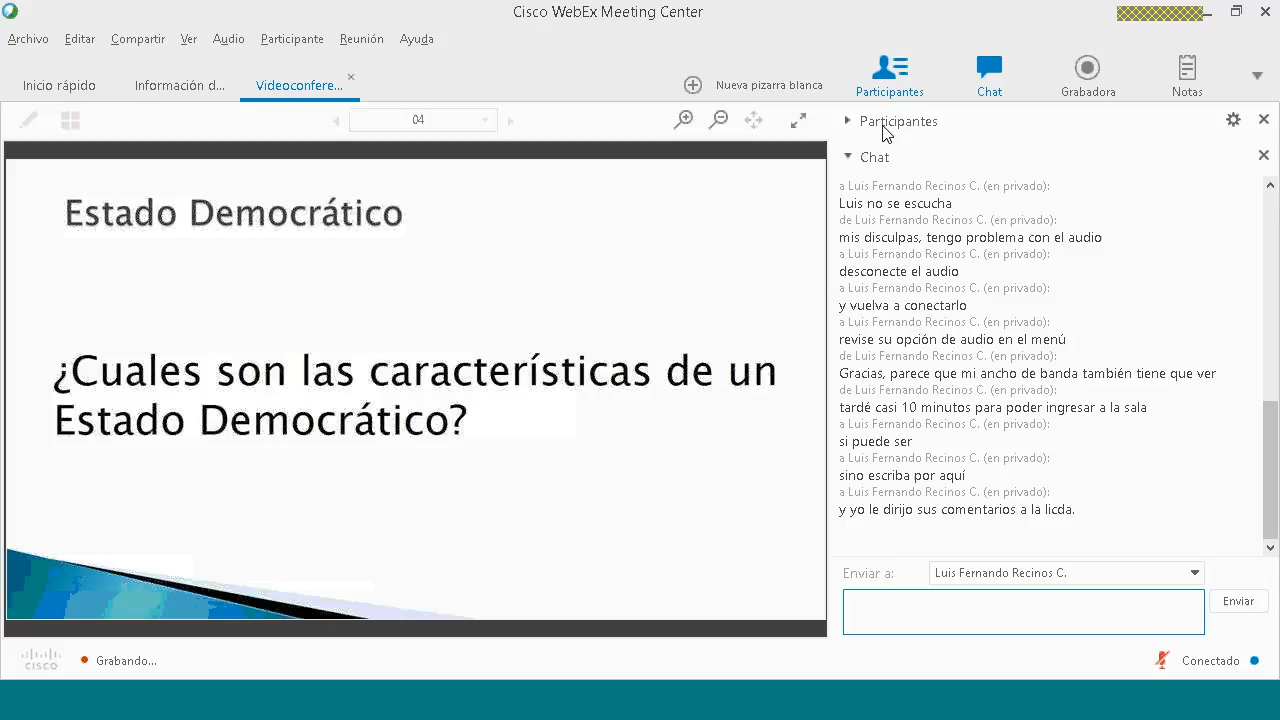 Cisco WebEx Meeting Center
Archivo Editar Compartir Ver Audio Participante Reunión Ayuda
Inicio rápido Información d... Videoconfere... Nueva pizarra blanca
Participantes Chat Grabadora Notas
04
Estado Democrático
¿Cuales son las características de un
Estado Democrático?
Participantes
Chat
a Luis Fernando Recinos C. (en privado):
Luis no se escucha
de Luis Fernando Recinos C. (en privado):
mis disculpas, tengo problema con el audio
a Luis Fernando Recinos C. (en privado):
desconecte el audio
a Luis Fernando Recinos C. (en privado):
y vuelva a conectarlo
a Luis Fernando Recinos C. (en privado):
revise su opción de audio en el menú
de Luis Fernando Recinos C. (en privado):
Gracias, parece que mi ancho de banda también tiene que ver
de Luis Fernando Recinos C. (en privado):
tardé casi 10 minutos para poder ingresar a la sala
a Luis Fernando Recinos C. (en privado):
si puede ser
a Luis Fernando Recinos C. (en privado):
sino escriba por aquí
a Luis Fernando Recinos C. (en privado):
y yo le dirijo sus comentarios a la licda.
Enviar a: Luis Fernando Recinos C.
Enviar
CISCO Grabando... Conectado